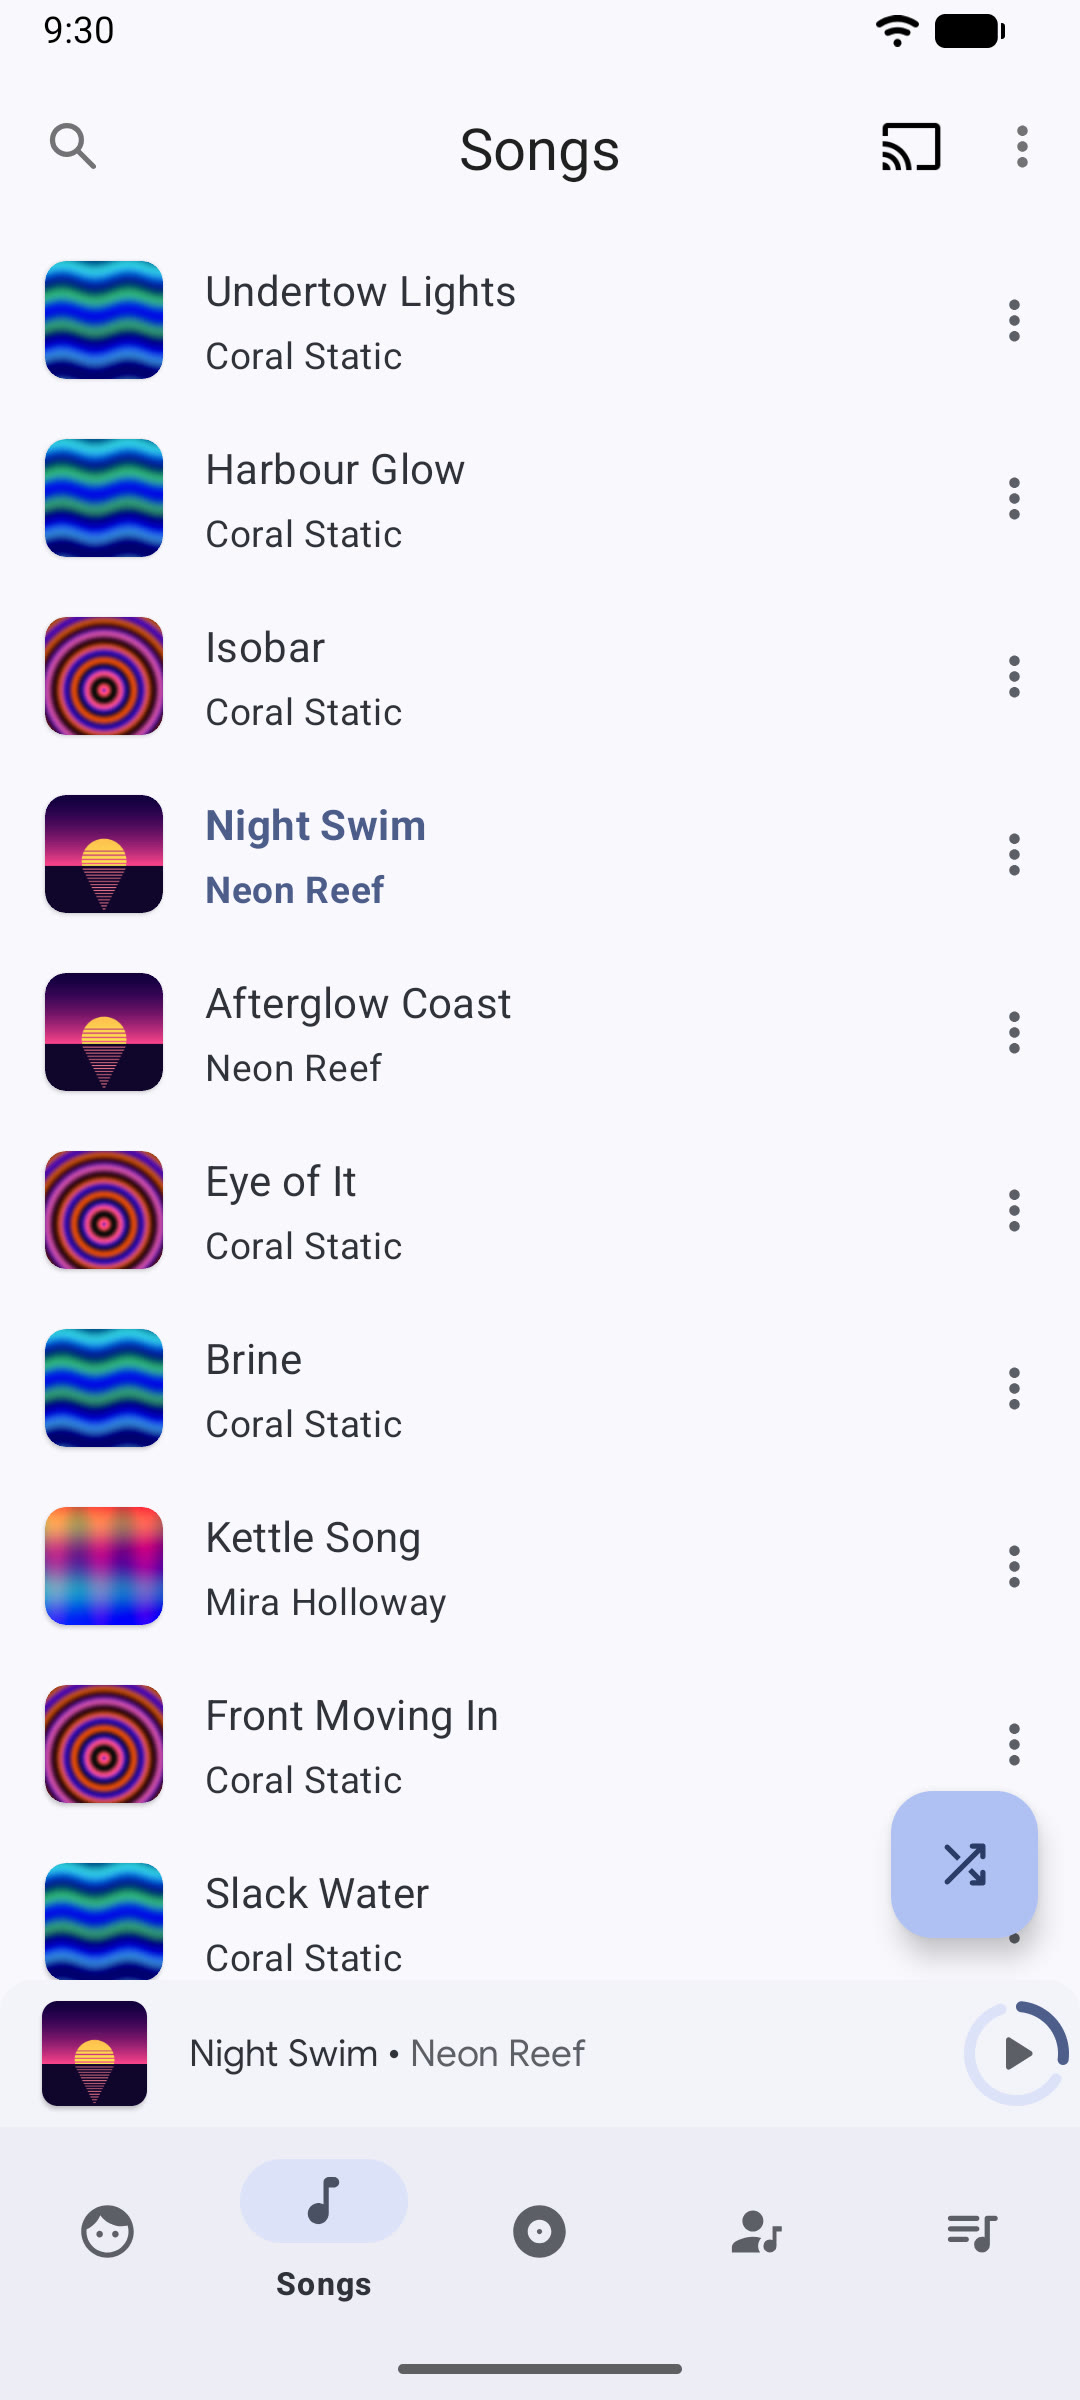 9:30
Songs
Undertow Lights
Coral Static
Harbour Glow
Coral Static
Isobar
Coral Static
Night Swim
Neon Reef
Afterglow Coast
Neon Reef
Eye of It
Coral Static
Brine
Coral Static
Kettle Song
Mira Holloway
Front Moving In
Coral Static
Slack Water
Coral Static
Night Swim • Neon Reef
Songs